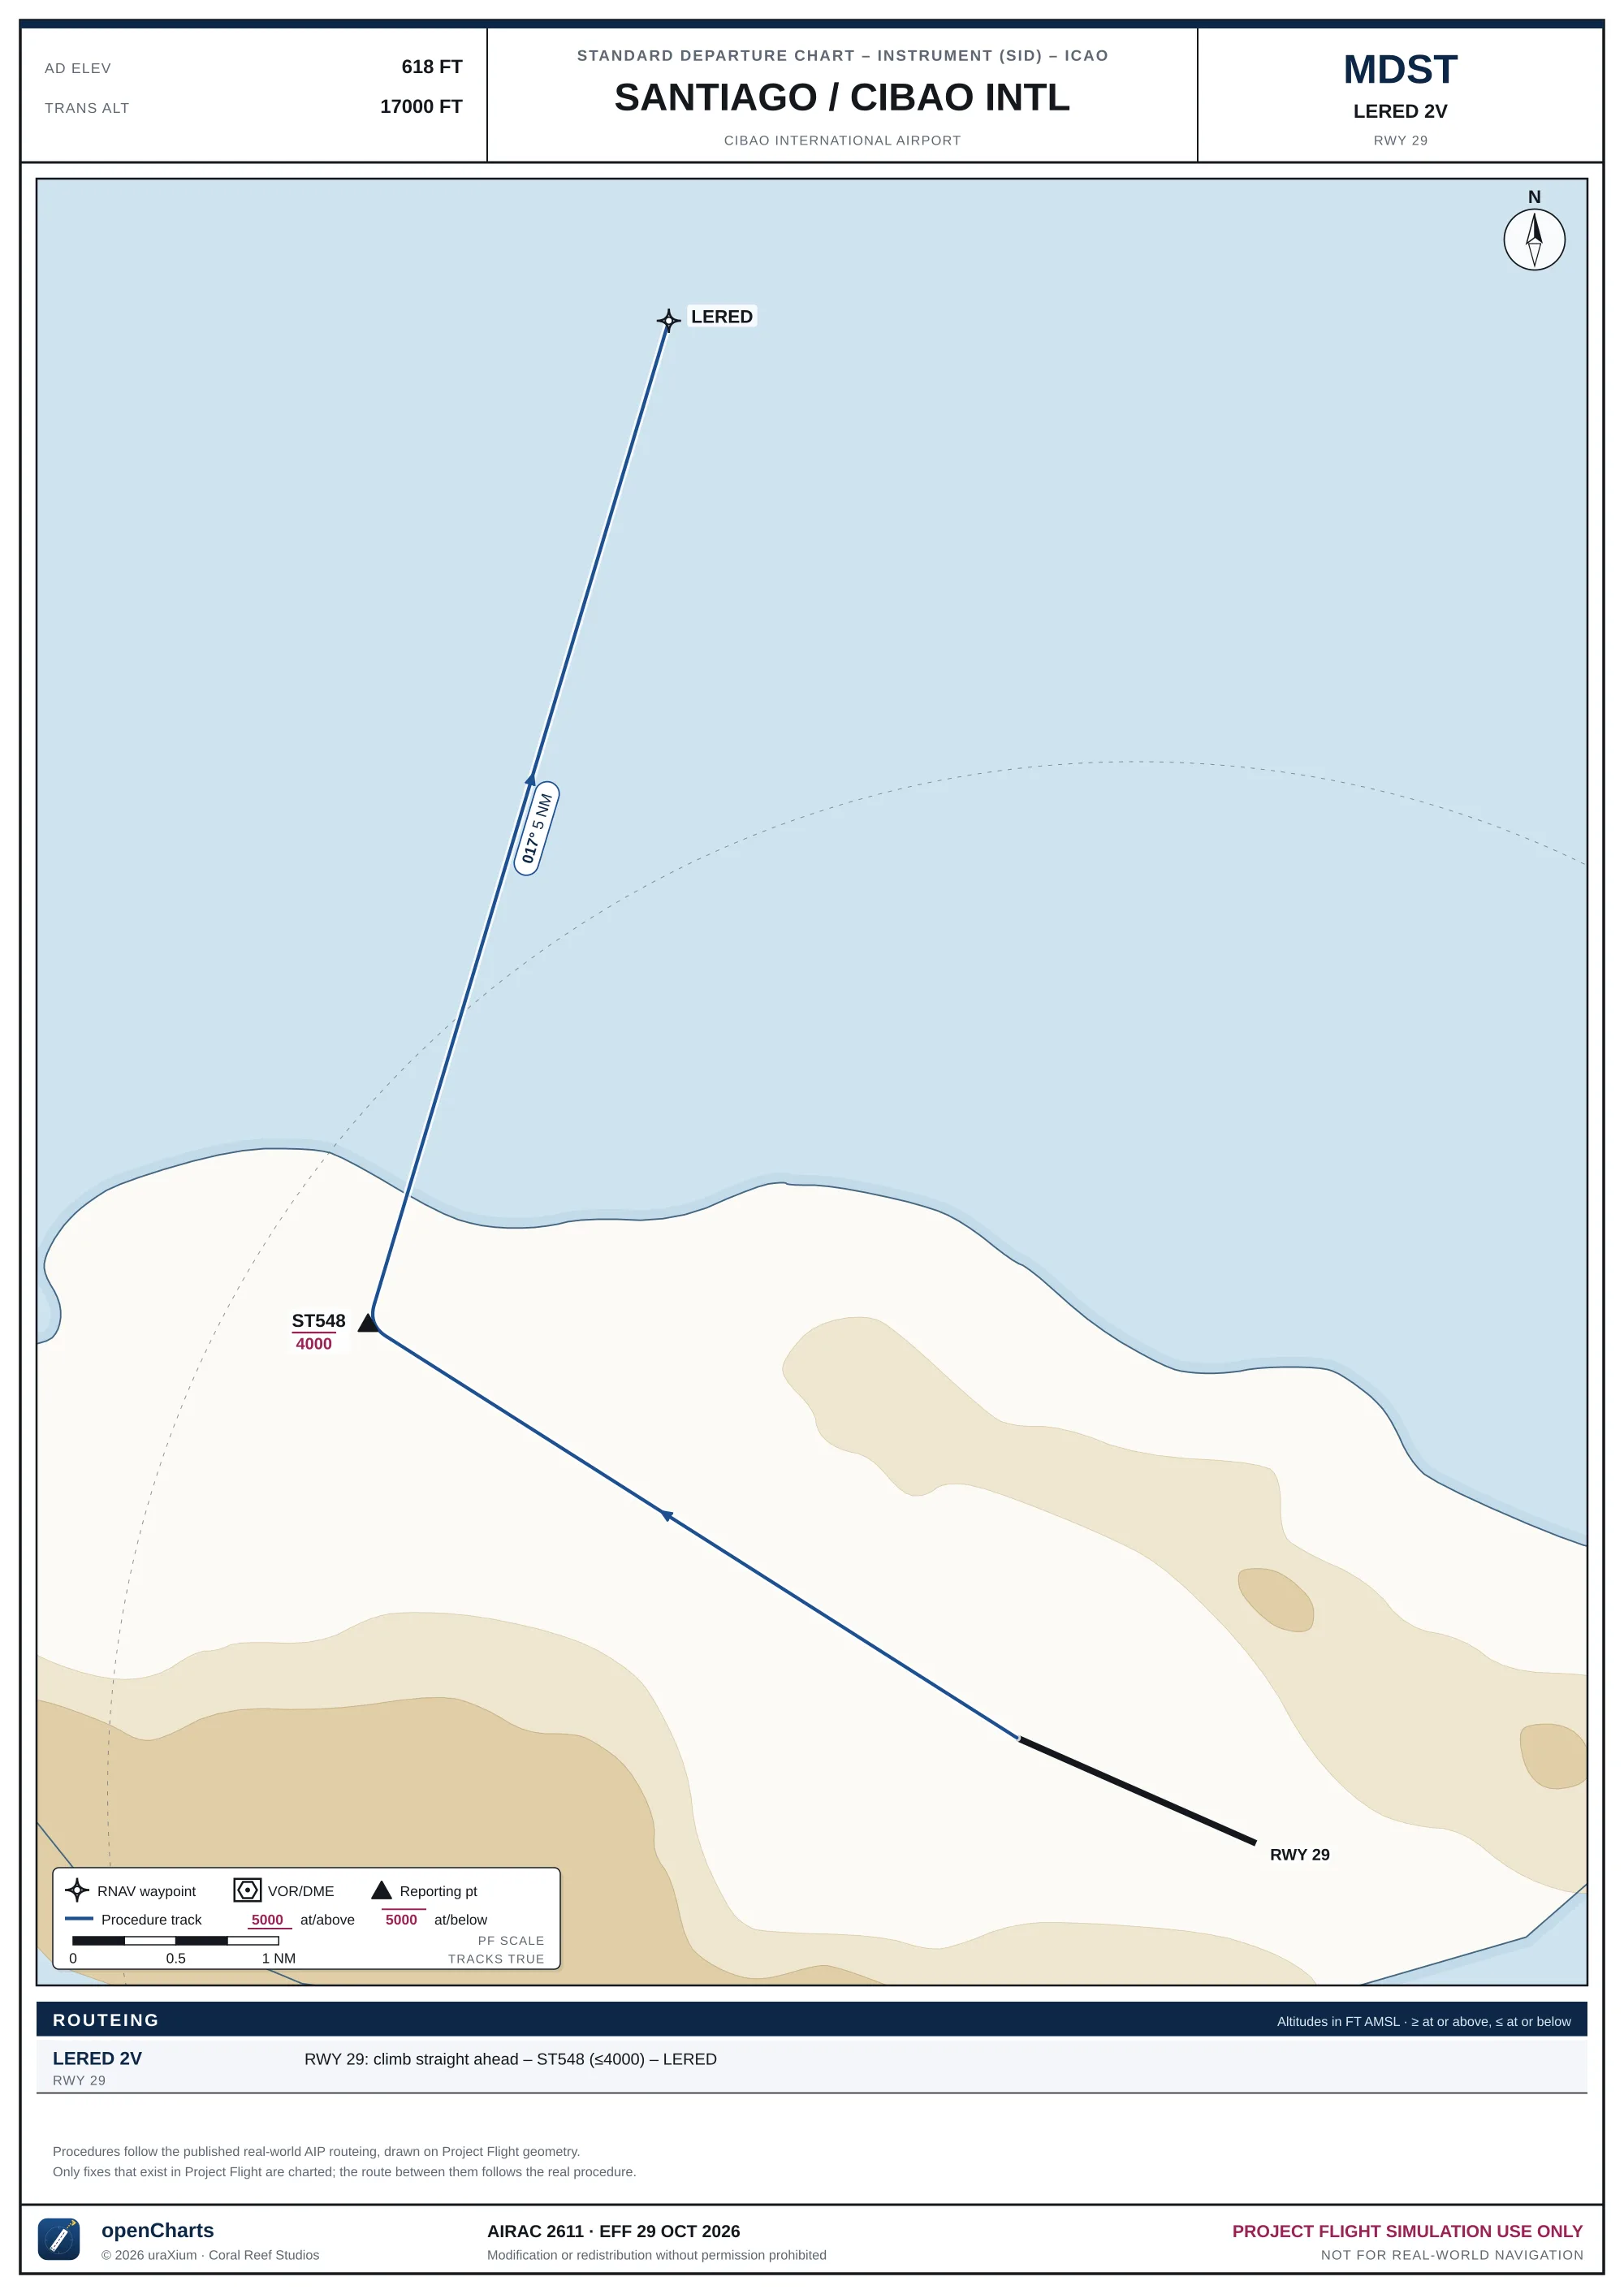 AD ELEV 618 FT
TRANS ALT 17000 FT
STANDARD DEPARTURE CHART – INSTRUMENT (SID) – ICAO
SANTIAGO / CIBAO INTL
CIBAO INTERNATIONAL AIRPORT
MDST
LERED 2V
RWY 29
N
LERED
017° 5 NM
ST548
4000
RWY 29
RNAV waypoint VOR/DME Reporting pt
Procedure track 5000 at/above 5000 at/below
PF SCALE
0 0.5 1 NM TRACKS TRUE
ROUTEING Altitudes in FT AMSL · ≥ at or above, ≤ at or below
LERED 2V RWY 29: climb straight ahead – ST548 (≤4000) – LERED
RWY 29
Procedures follow the published real-world AIP routeing, drawn on Project Flight geometry.
Only fixes that exist in Project Flight are charted; the route between them follows the real procedure.
openCharts
© 2026 uraXium · Coral Reef Studios
AIRAC 2611 · EFF 29 OCT 2026
Modification or redistribution without permission prohibited
PROJECT FLIGHT SIMULATION USE ONLY
NOT FOR REAL-WORLD NAVIGATION